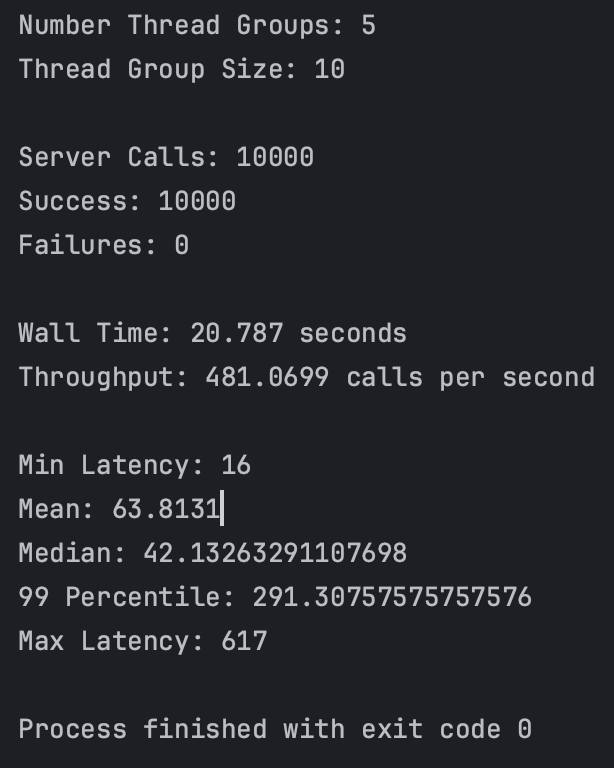 Number Thread Groups: 5
Thread Group Size: 10
Server Calls: 10000
Success: 10000
Failures: 0
Wall Time: 20.787 seconds
Throughput: 481.0699 calls per second
Min Latency: 16
Mean: 63.8131
Median: 42.13263291107698
99 Percentile: 291.30757575757576
Max Latency: 617
Process finished with exit code 0